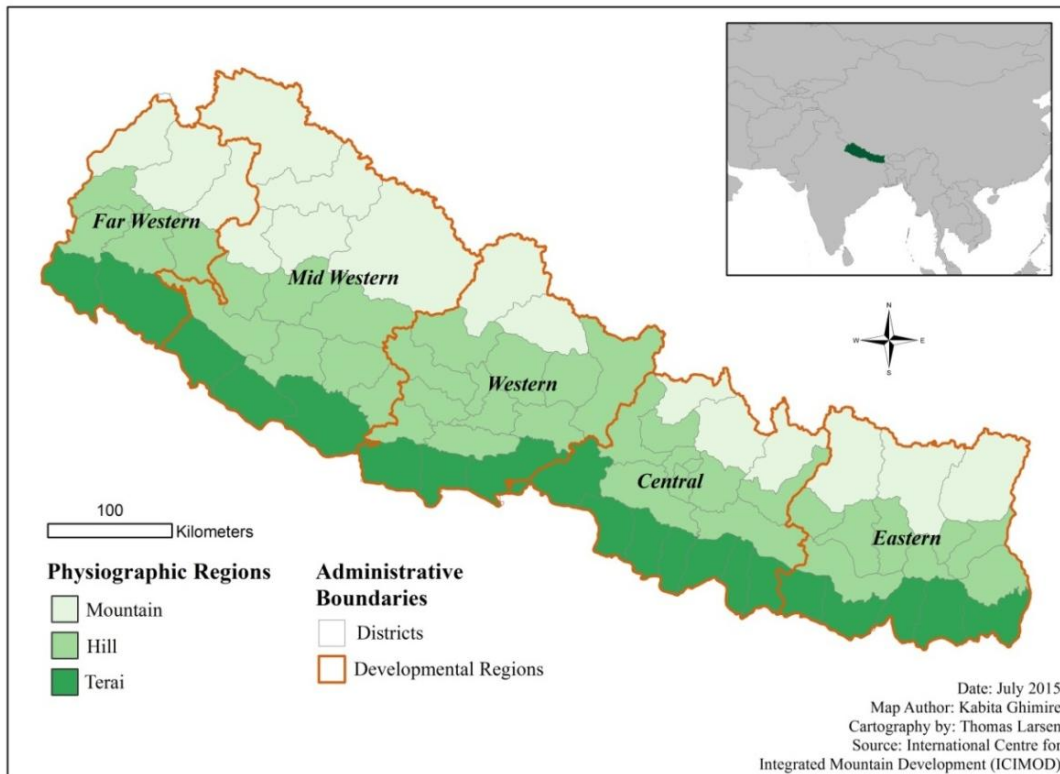 N
W
E
S
Far Western
Mid Western
Western
Central
Eastern
100
Kilometers
Physiographic Regions
Mountain
Hill
Terai
Administrative
Boundaries
Districts
Developmental Regions
Date: July 2015
Map Author: Kabita Ghimire
Cartography by: Thomas Larsen
Source: International Centre for
Integrated Mountain Development (ICIMOD)